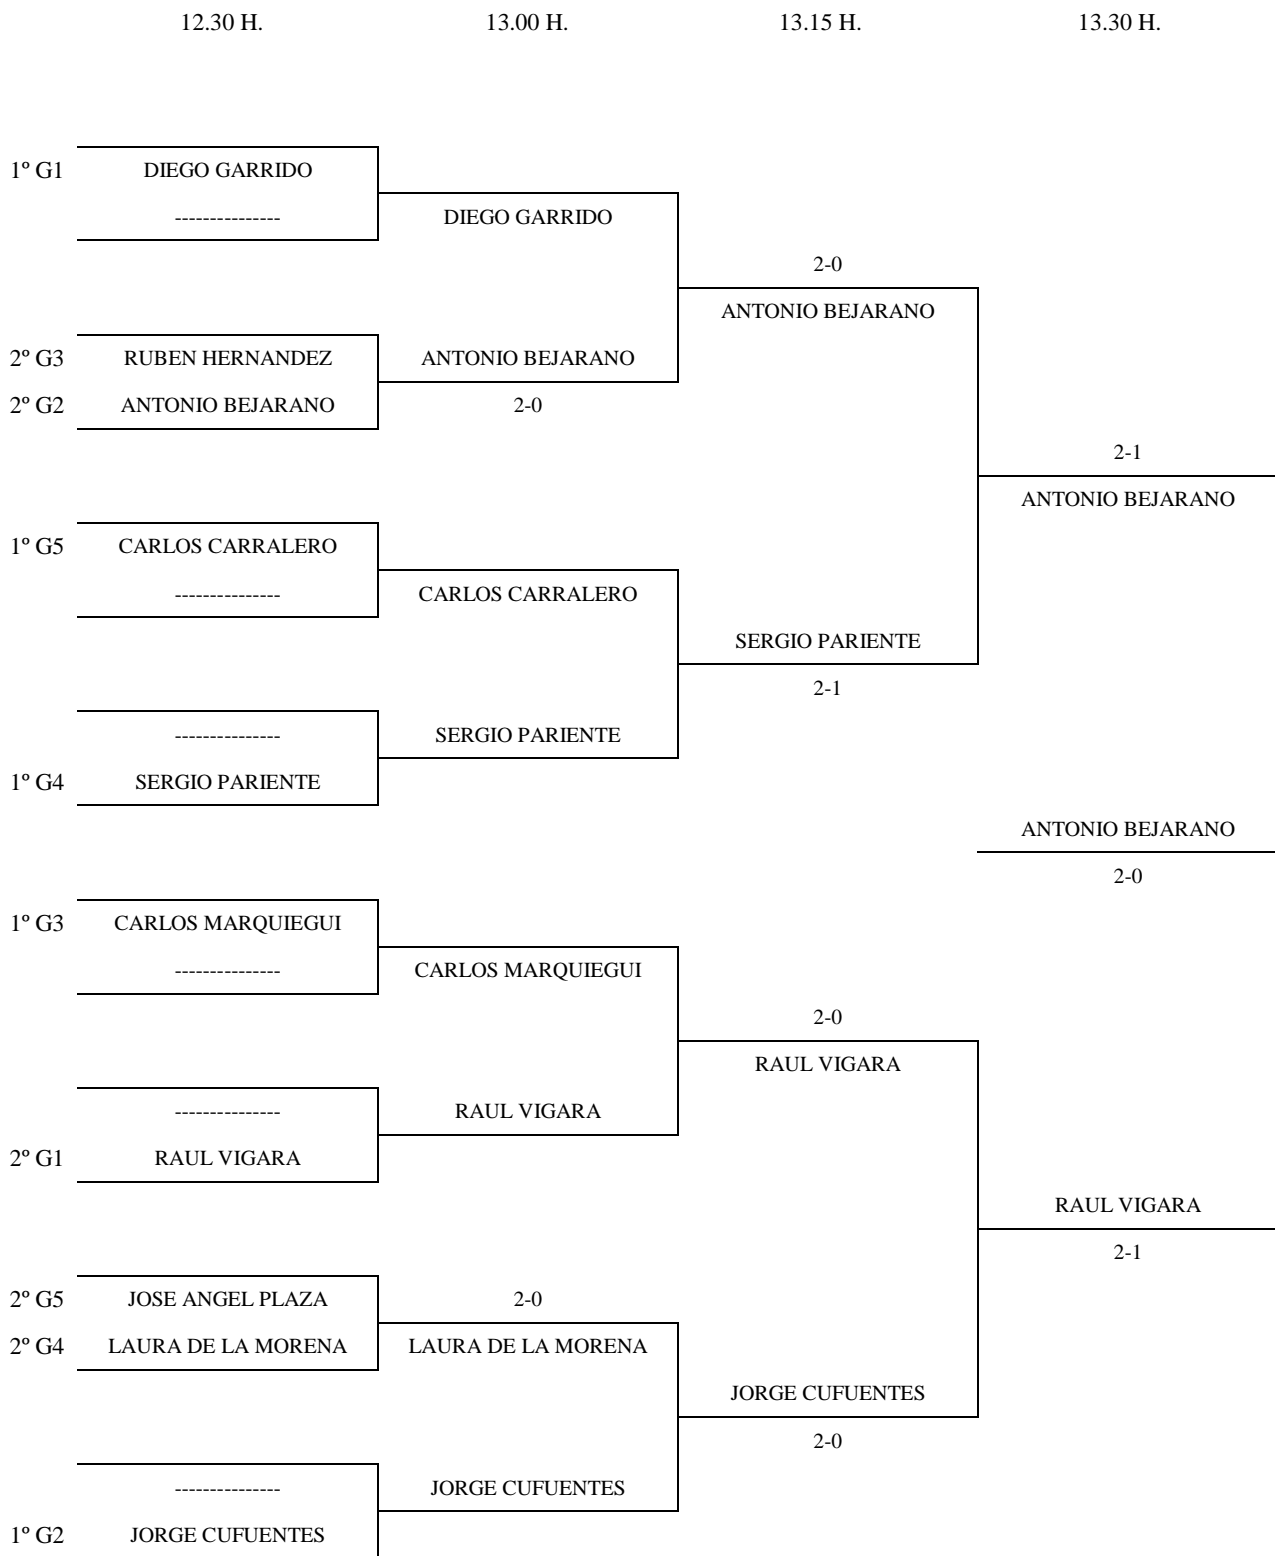 12.30 H. 13.00 H. 13.15 H. 13.30 H.
1º G1 DIEGO GARRIDO
--------------- DIEGO GARRIDO
2-0
ANTONIO BEJARANO
2º G3 RUBEN HERNANDEZ ANTONIO BEJARANO
2º G2 ANTONIO BEJARANO 2-0
2-1
ANTONIO BEJARANO
1º G5 CARLOS CARRALERO
--------------- CARLOS CARRALERO
SERGIO PARIENTE
2-1
--------------- SERGIO PARIENTE
1º G4 SERGIO PARIENTE
ANTONIO BEJARANO
2-0
1º G3 CARLOS MARQUIEGUI
--------------- CARLOS MARQUIEGUI
2-0
RAUL VIGARA
--------------- RAUL VIGARA
2º G1 RAUL VIGARA
RAUL VIGARA
2-1
2º G5 JOSE ANGEL PLAZA 2-0
2º G4 LAURA DE LA MORENA LAURA DE LA MORENA
JORGE CUFUENTES
2-0
--------------- JORGE CUFUENTES
1º G2 JORGE CUFUENTES